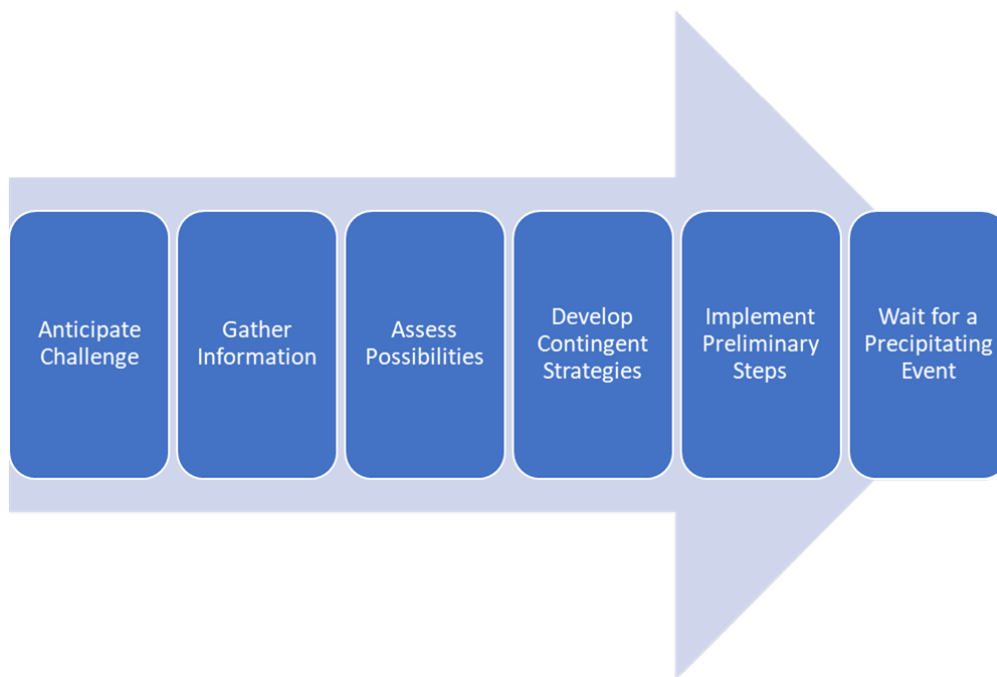 Anticipate
Challenge
Gather
Information
Assess
Possibilities
Develop
Contingent
Strategies
Implement
Preliminary
Steps
Wait for a
Precipitating
Event